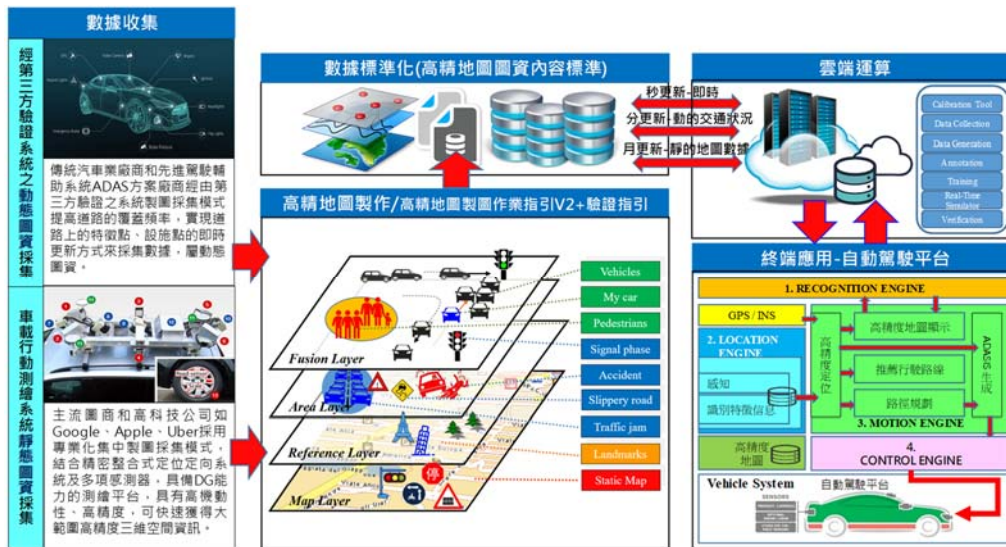 數據收集
經第三方驗證系統之動態圖資採集
傳統汽車業廠商和先進駕駛輔
助系統ADAS方案廠商經由第
三方驗證之系統製圖採集模式
提高道路的覆蓋頻率，實現道
路上的特徵點、設施點的即時
更新方式來採集數據，屬動態
圖資。
車載行動測繪系統靜態圖資採集
主流圖商和高科技公司如
Google、Apple、Uber採用
專業化集中製圖採集模式，
結合精密整合式定位定向系
統及多項感測器，具備DG能
力的測繪平台，具有高機動
性、高精度，可快速獲得大
範圍高精度三維空間資訊。
數據標準化(高精地圖圖資內容標準)
秒更新-即時
分更新-動的交通狀況
月更新-靜的地圖數據
高精地圖製作/高精地圖製圖作業指引V2+驗證指引
Vehicles
My car
Pedestrians
Signal phase
Fusion Layer
Accident
Slippery road
Area Layer
Traffic jam
Reference Layer
Landmarks
Static Map
停
Map Layer
雲端運算
Calibration Tool
Data Collection
Data Generation
Annotation
Training
Real-Time
Simulator
Verification
終端應用-自動駕駛平台
1. RECOGNITION ENGINE
GPS / INS
2. LOCATION
ENGINE
感知
識別特徵信息
高精度定位
高精度地圖顯示
推薦行駛路線
路徑規劃
ADASIS 生成
3. MOTION ENGINE
高精度
地圖
4.
CONTROL ENGINE
Vehicle System
自動駕駛平台
SENSORS